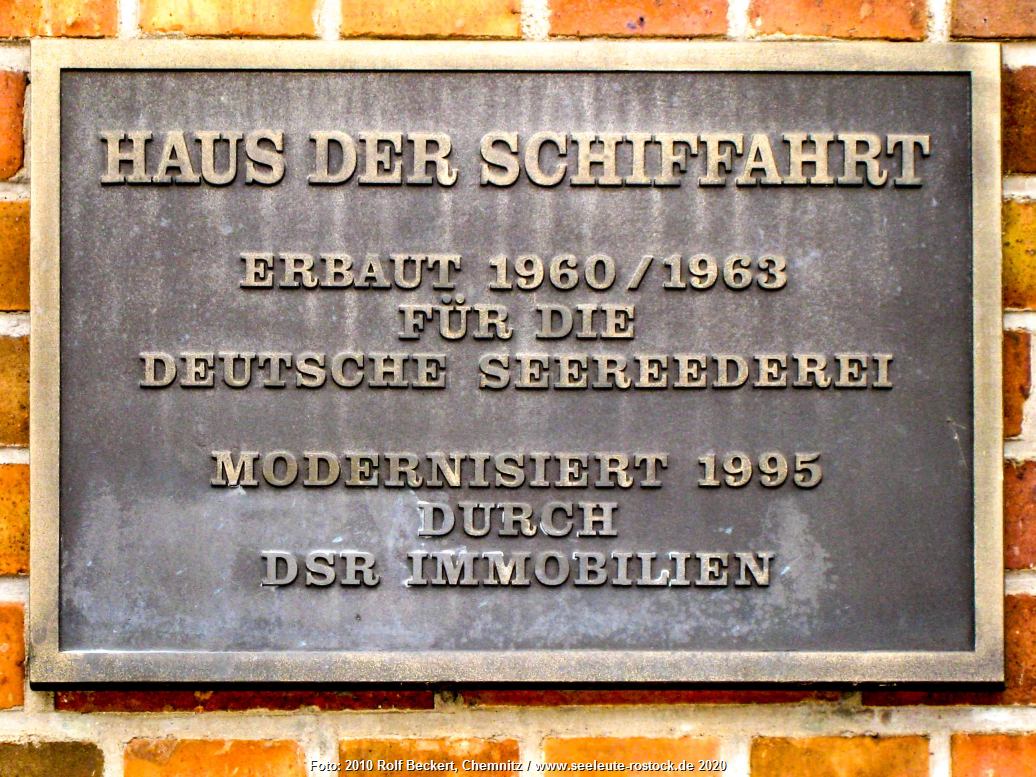 HAUS DER SCHIFFAHRT
ERBAUT 1960/1963
FÜR DIE
DEUTSCHE SEEREEDEREI
MODERNISIERT 1995
DURCH
DSR IMMOBILIEN
Foto: 2010 Rolf Beckert, Chemnitz / www.seeleute-rostock.de 2020